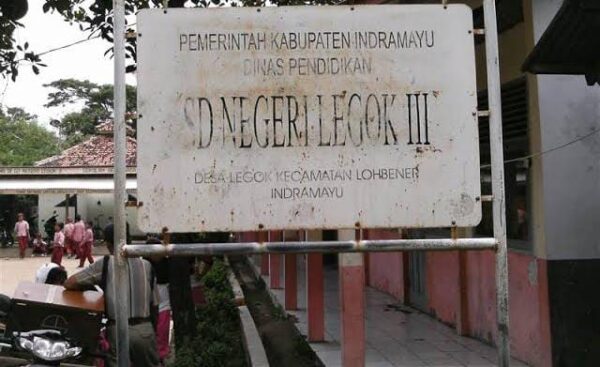 PEMERINTAH KABUPATEN INDRAMAYU
DINAS PENDIDIKAN
SD NEGERI LEGOK III
DESA LEGOK KECAMATAN LOHBENER
INDRAMAYU